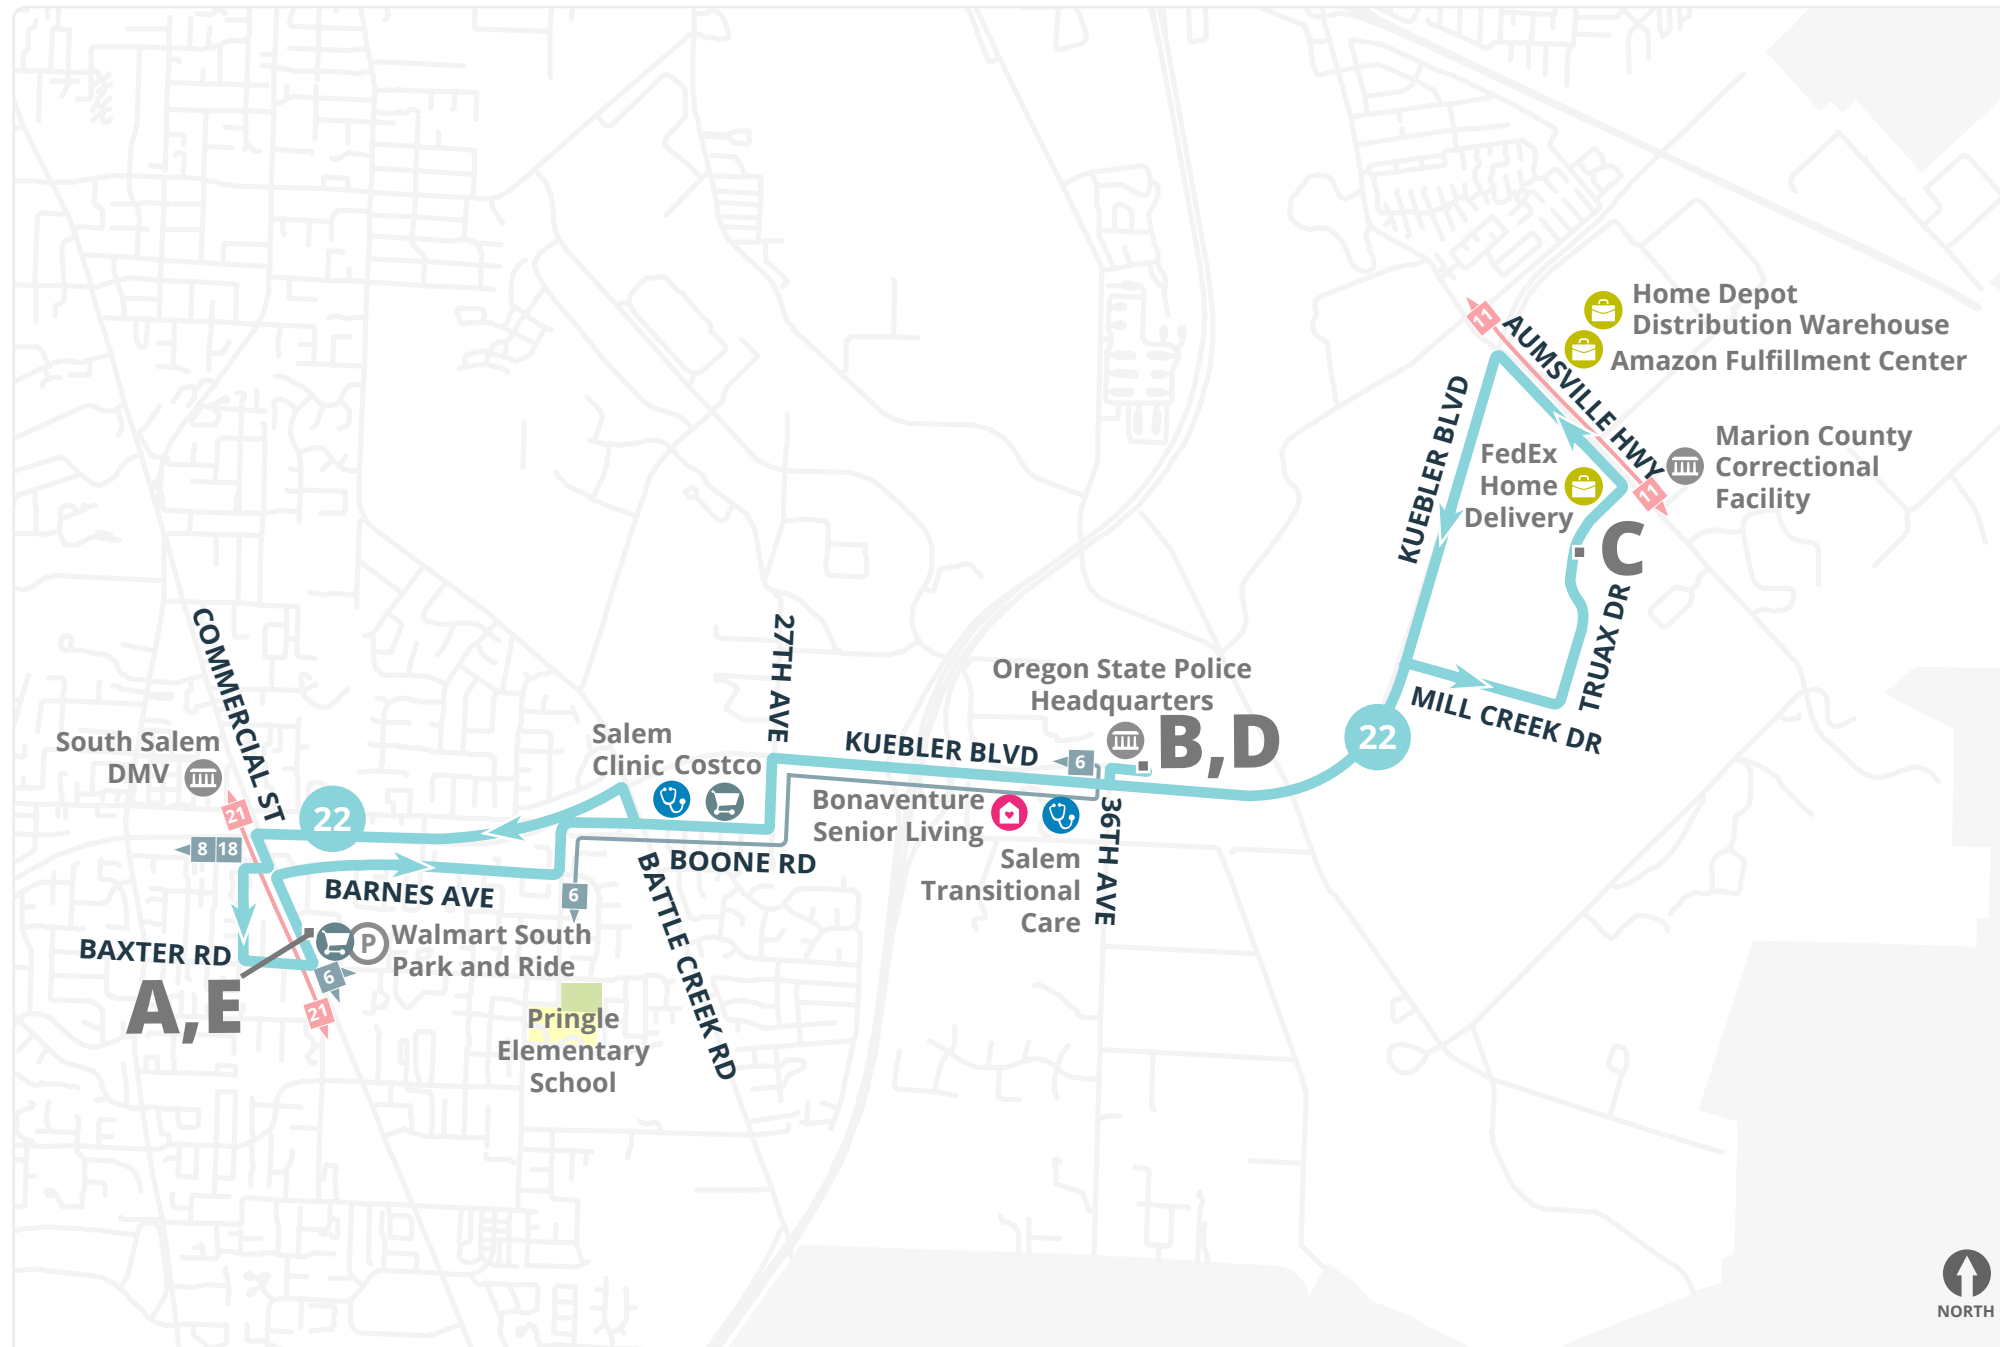 Home Depot
Distribution Warehouse
Amazon Fulfillment Center
11
AUMSVILLE HWY
KUEBLER BLVD
FedEx
Home
Delivery
Marion County
Correctional
Facility
11
C
TRUAX DR
MILL CREEK DR
22
COMMERCIAL ST
27TH AVE
Oregon State Police
Headquarters
B,D
South Salem
DMV
Salem
Clinic
Costco
KUEBLER BLVD
6
21
22
8
18
Bonaventure
Senior Living
36TH AVE
Salem
Transitional
Care
BOONE RD
BARNES AVE
6
BATTLE CREEK RD
BAXTER RD
P
Walmart South
Park and Ride
6
A,E
21
Pringle
Elementary
School
NORTH